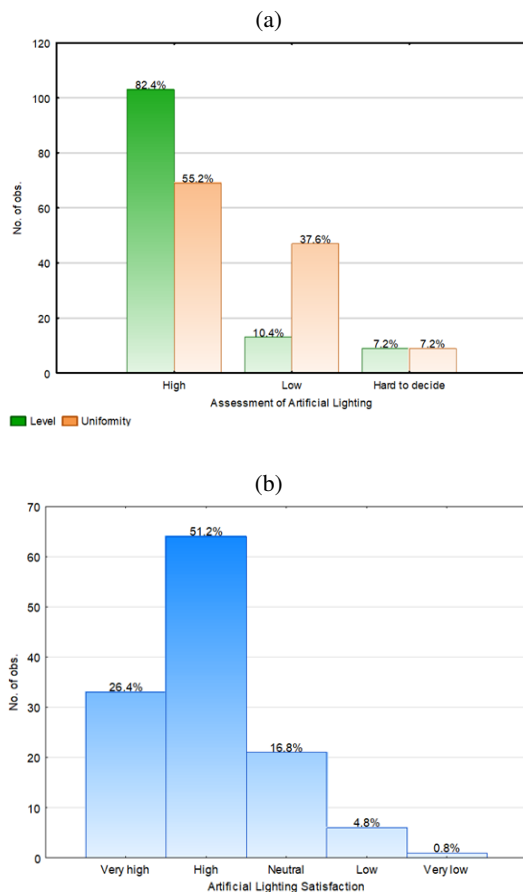 (a)
120
100
80
60
40
20
0
No. of obs.
82.4%
55.2%
10.4%
37.6%
7.2% 7.2%
High Low Hard to decide
Assessment of Artificial Lighting
Level Uniformity
(b)
70
60
50
40
30
20
10
0
No. of obs.
26.4%
51.2%
16.8%
4.8%
0.8%
Very high High Neutral Low Very low
Artificial Lighting Satisfaction